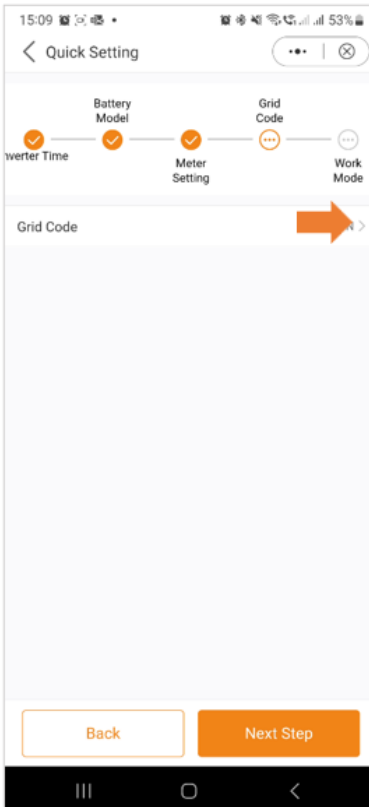 15:09
53%
Quick Setting
Battery
Model
Grid
Code
nverter Time
Meter
Setting
Work
Mode
Grid Code
Back
Next Step